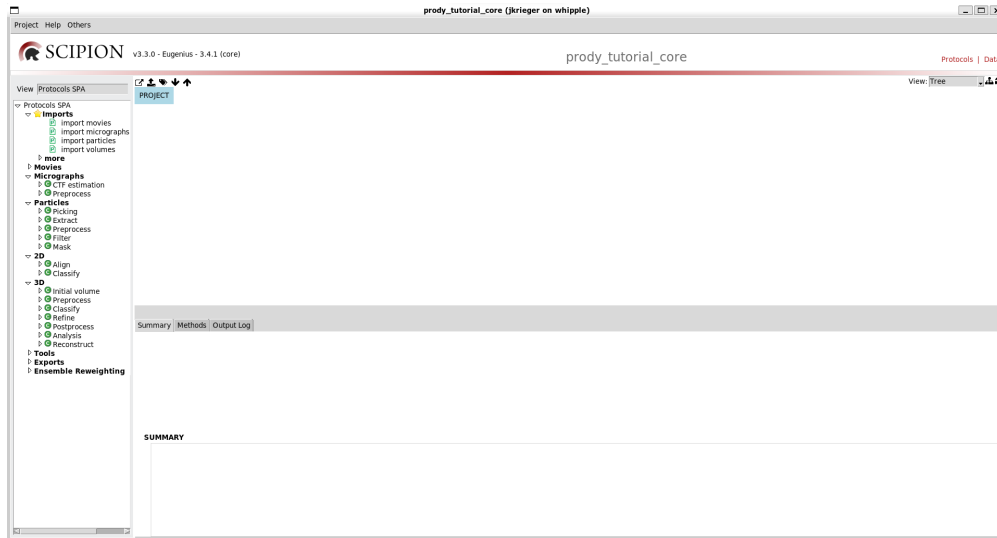 prody_tutorial_core (jkrieger on whipple)
Project Help Others
SCIPION v3.3.0 - Eugenius - 3.4.1 (core)
prody_tutorial_core
Protocols | Data
View Protocols SPA
View: Tree
PROJECT
Protocols SPA
Imports
import movies
import micrographs
import particles
import volumes
more
Movies
Micrographs
CTF estimation
Preprocess
Particles
Picking
Extract
Preprocess
Filter
Mask
2D
Align
Classify
3D
Initial volume
Preprocess
Classify
Refine
Postprocess
Analysis
Reconstruct
Tools
Exports
Ensemble Reweighting
Summary Methods Output Log
SUMMARY